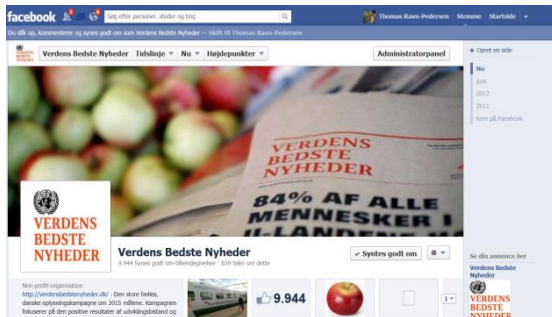 facebook
Søg efter personer, steder og ting
Thomas Ravn-Pedersen Stemme Startside
Du slår op, kommenterer og synes godt om som Verdens Bedste Nyheder — Skift til Thomas Ravn-Pedersen
Verdens Bedste Nyheder Tidslinje Nu Højdepunkter
Administratorpanel
+ Opret en side
Nu
Juni
2012
2011
Kom på Facebook
VERDENS
BEDSTE
NYHEDER
84% AF ALLE
MENNESKER I
U-LANDENE
VERDENS
BEDSTE
NYHEDER
Verdens Bedste Nyheder
9.944 Synes godt om-tilkendegivelser · 659 taler om dette
Syntes godt om
Non-profit-organisation
http://verdensbedstenyheder.dk/ . Den store fælles,
danske oplysningskampagne om 2015 målene. Kampagnen
fokuserer på den positive resultater af udviklingsbistand og
9.944
1
Se din annonce her
Verdens Bedste
Nyheder
VERDENS
BEDSTE
NYHEDER